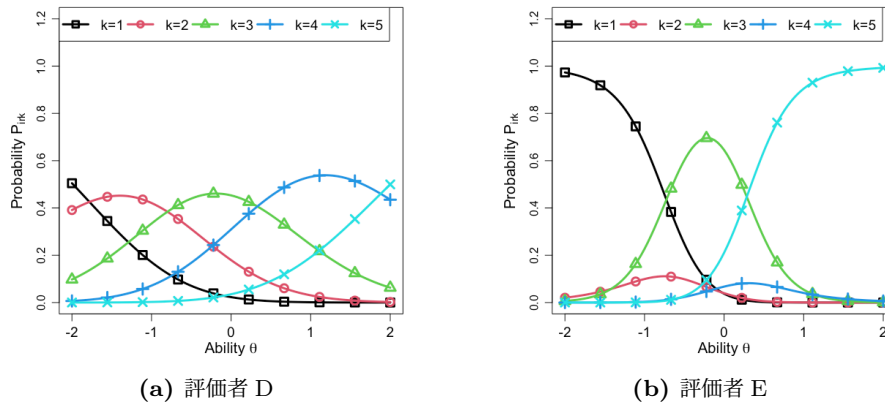 k=1 k=2 k=3 k=4 k=5
1.2
1.0
0.8
0.6
0.4
0.2
0.0
Probability P_irk
-2 -1 0 1 2
Ability θ
(a) 評価者 D
k=1 k=2 k=3 k=4 k=5
1.2
1.0
0.8
0.6
0.4
0.2
0.0
Probability P_irk
-2 -1 0 1 2
Ability θ
(b) 評価者 E